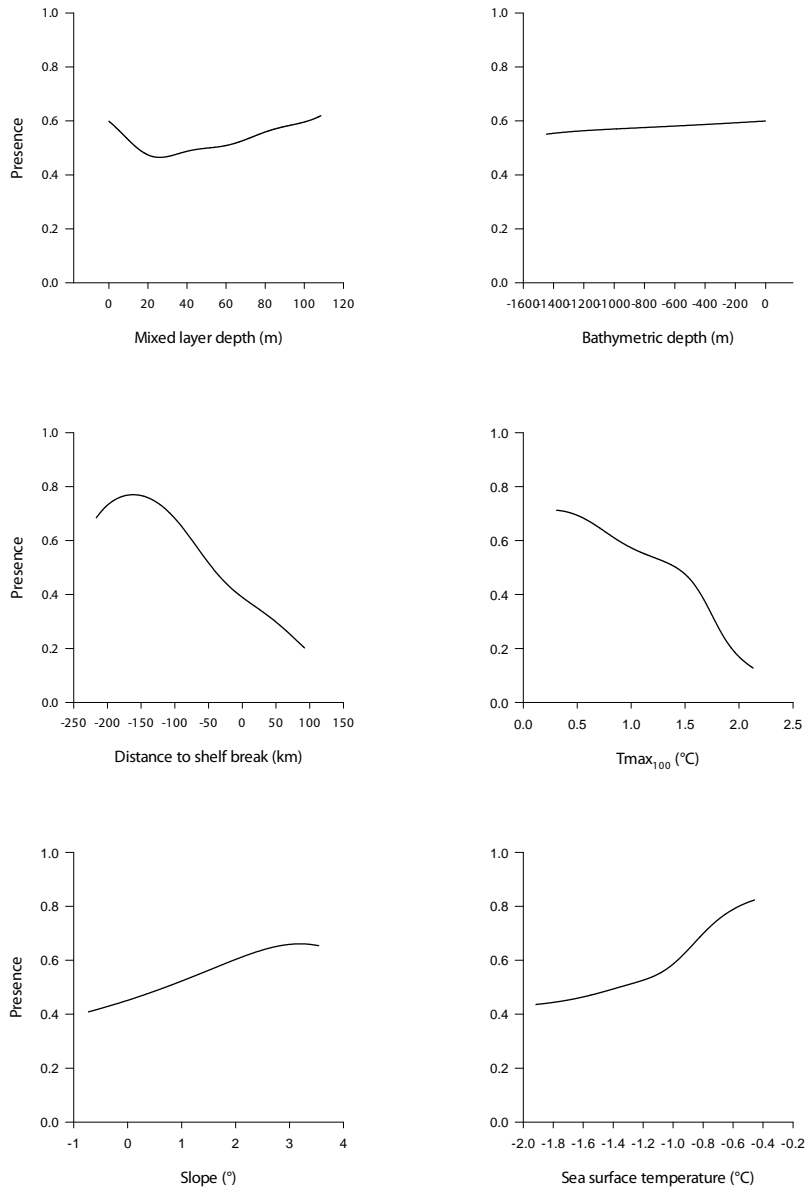 1.0
0.8
0.6
0.4
0.2
0.0
Presence
0 20 40 60 80 100 120
Mixed layer depth (m)
1.0
0.8
0.6
0.4
0.2
0.0
-1600 -1400 -1200 -1000 -800 -600 -400 -200 0
Bathymetric depth (m)
1.0
0.8
0.6
0.4
0.2
0.0
Presence
-250 -200 -150 -100 -50 0 50 100 150
Distance to shelf break (km)
1.0
0.8
0.6
0.4
0.2
0.0
0.0 0.5 1.0 1.5 2.0 2.5
Tmax100 (°C)
1.0
0.8
0.6
0.4
0.2
0.0
Presence
-1 0 1 2 3 4
Slope (°)
1.0
0.8
0.6
0.4
0.2
0.0
-2.0 -1.8 -1.6 -1.4 -1.2 -1.0 -0.8 -0.6 -0.4 -0.2
Sea surface temperature (°C)